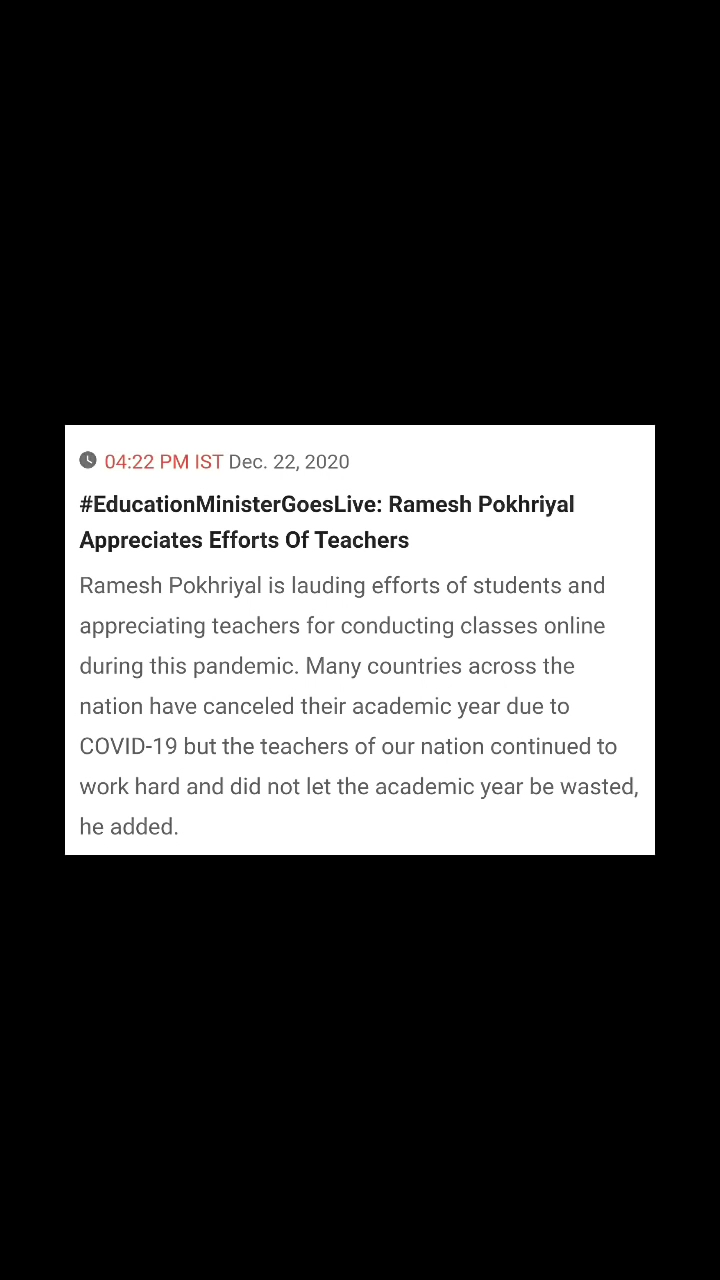 04:22 PM IST Dec. 22, 2020
#EducationMinisterGoesLive: Ramesh Pokhriyal
Appreciates Efforts Of Teachers
Ramesh Pokhriyal is lauding efforts of students and
appreciating teachers for conducting classes online
during this pandemic. Many countries across the
nation have canceled their academic year due to
COVID-19 but the teachers of our nation continued to
work hard and did not let the academic year be wasted,
he added.